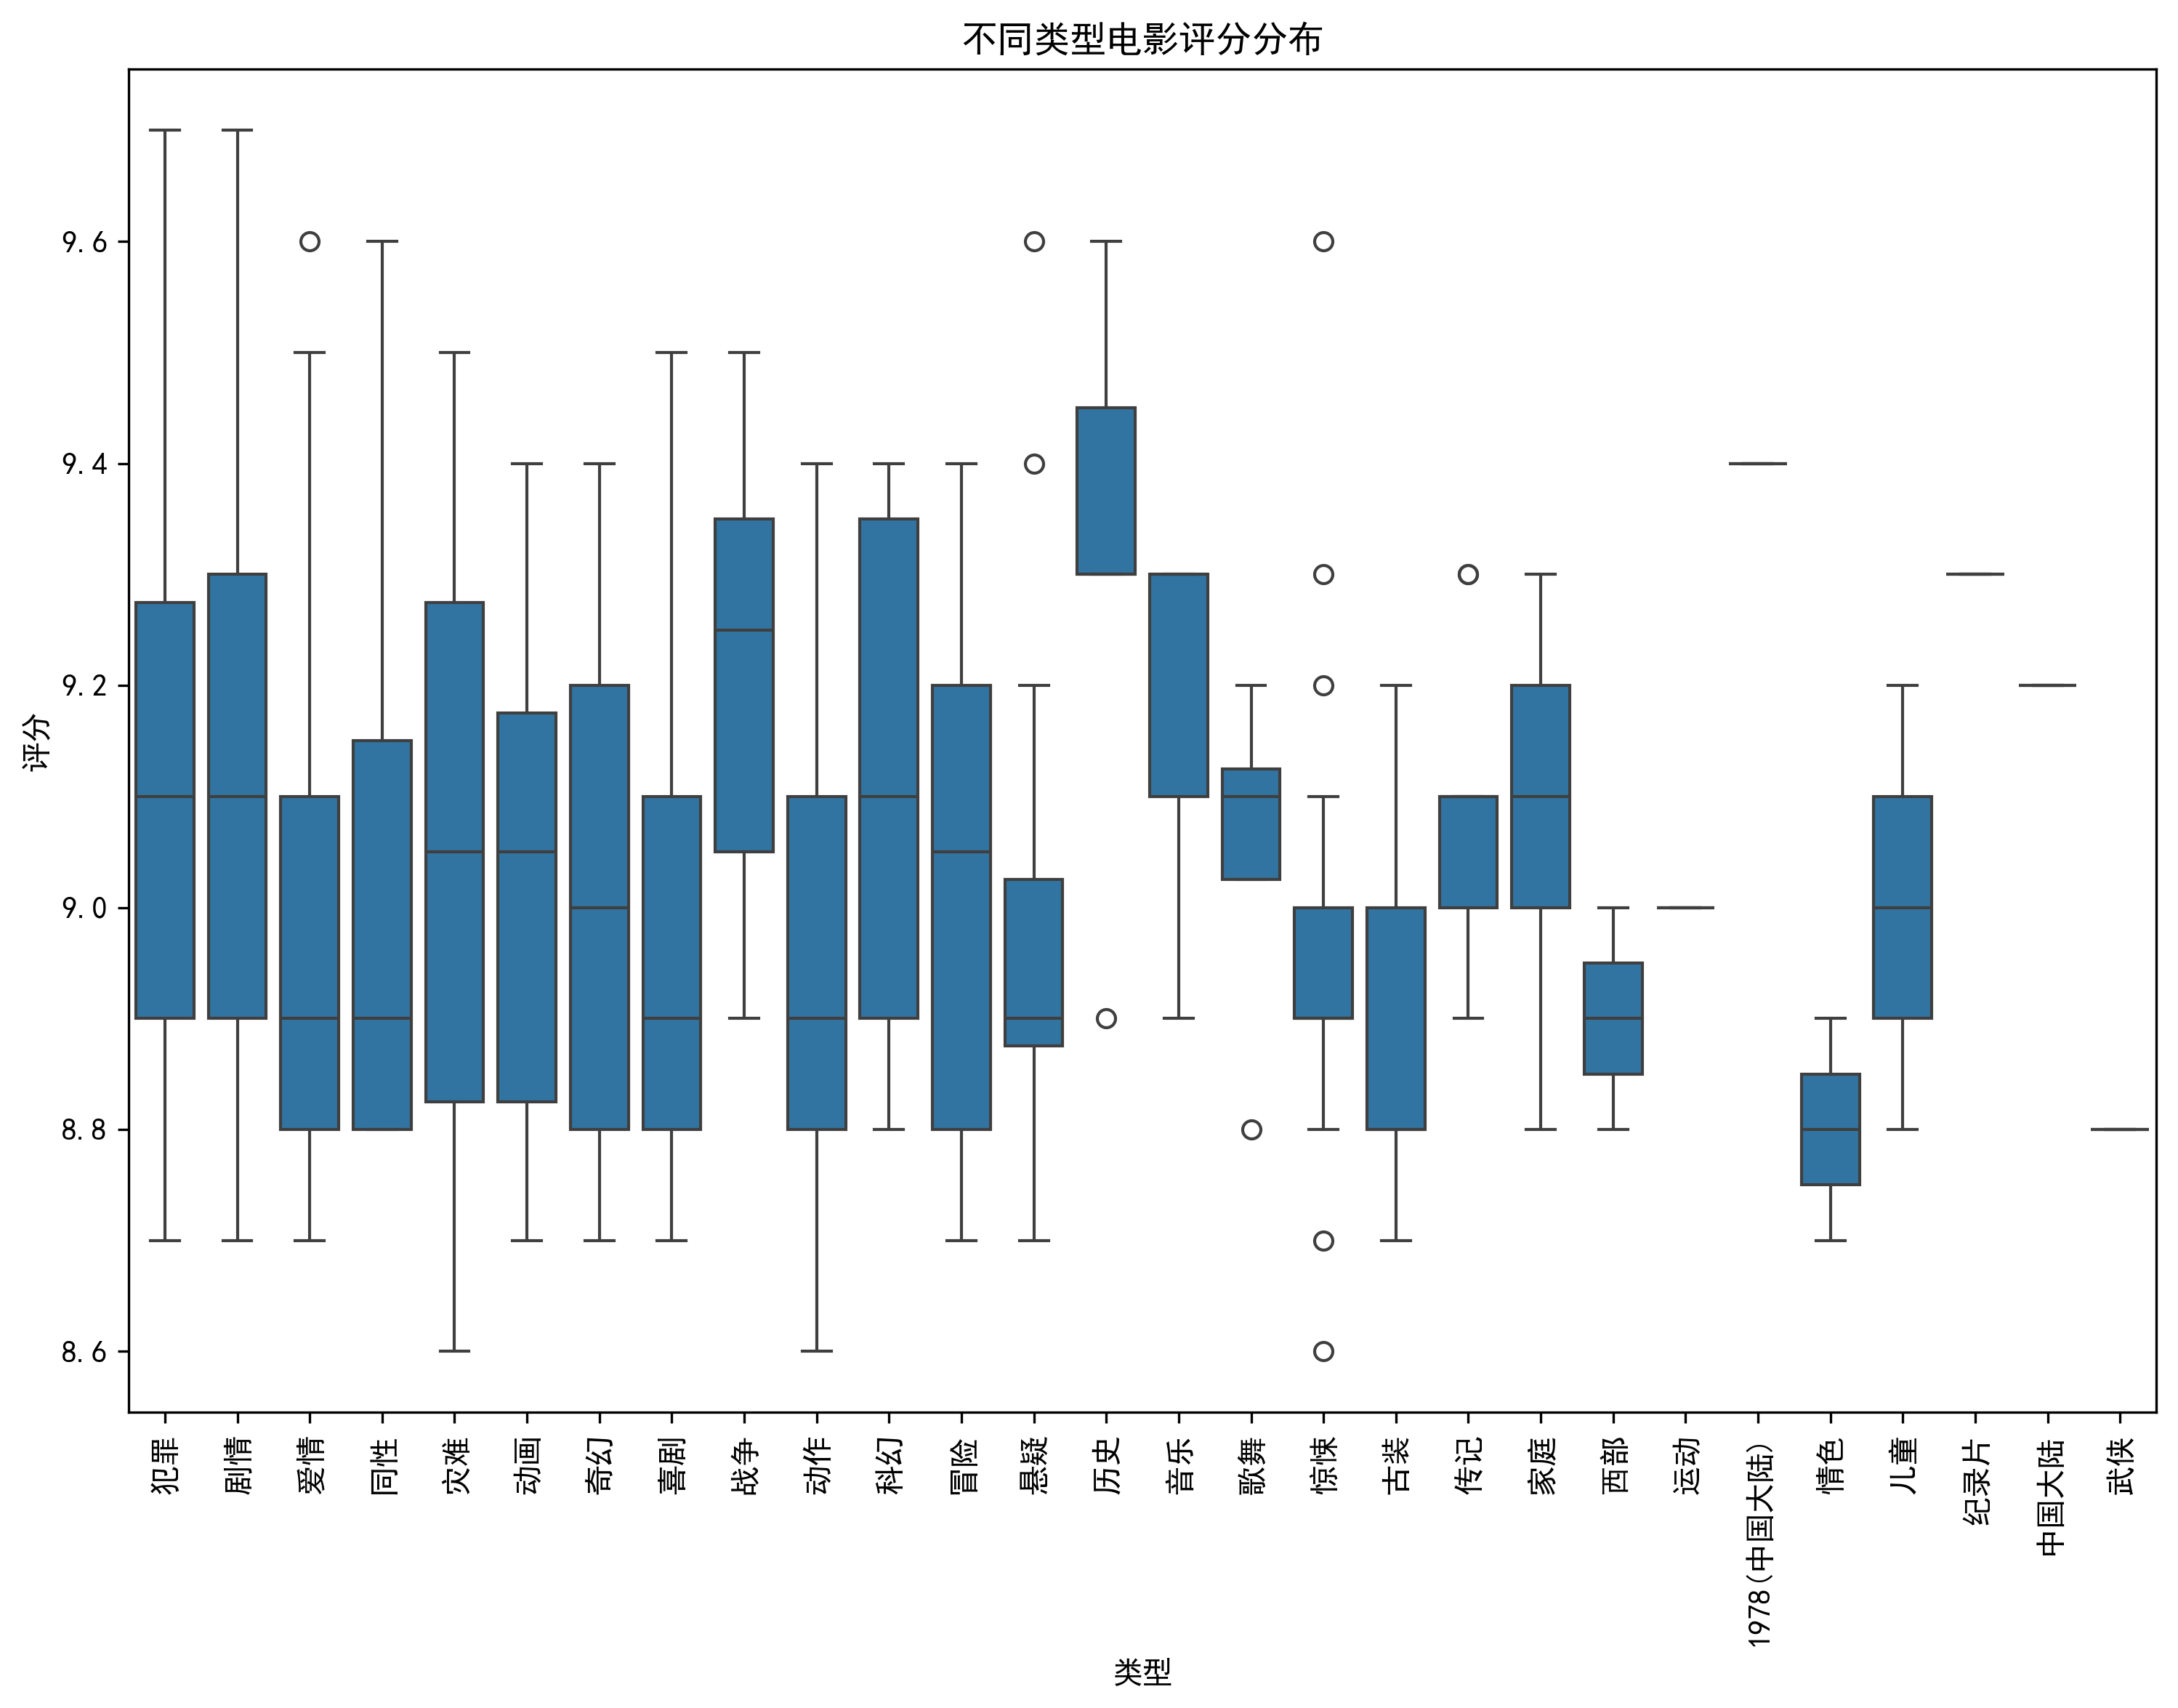 不同类型电影评分分布
评分
9.6
9.4
9.2
9.0
8.8
8.6
犯罪
剧情
爱情
同性
灾难
动画
奇幻
喜剧
战争
动作
科幻
冒险
悬疑
历史
音乐
歌舞
惊悚
古装
传记
家庭
西部
运动
1978(中国大陆)
情色
儿童
纪录片
中国大陆
武侠
类型